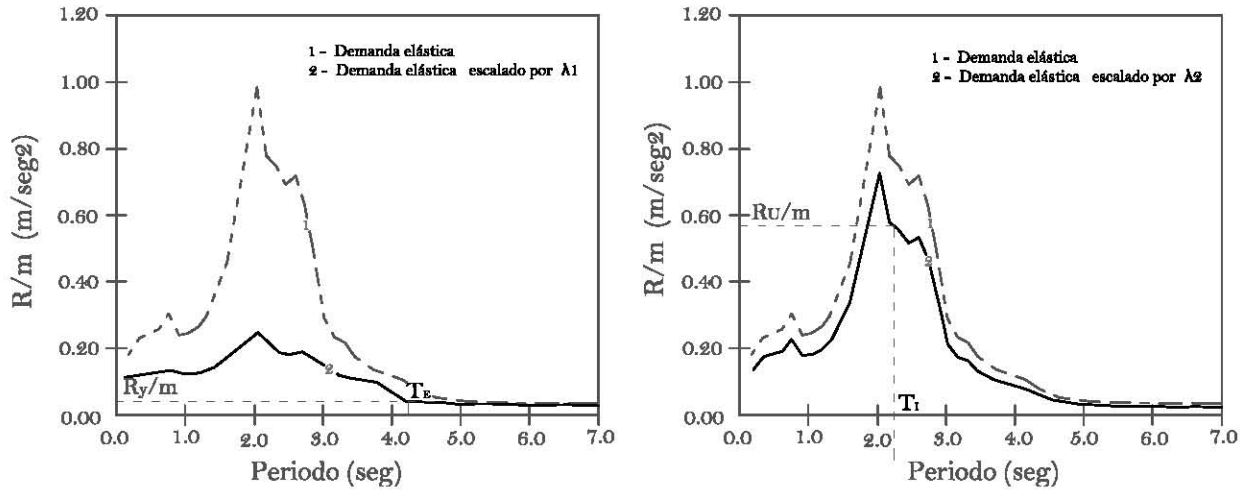 1.20
1.00
0.80
0.60
0.40
0.20
0.00
R/m (m/seg2)
1 - Demanda elástica
2 - Demanda elástica escalado por λ1
1
2
Ry/m
TE
0.0 1.0 2.0 3.0 4.0 5.0 6.0 7.0
Periodo (seg)
1.20
1.00
0.80
0.60
0.40
0.20
0.00
R/m (m/seg2)
1 - Demanda elástica
2 - Demanda elástica escalado por λ2
RU/m
1
2
TI
0.0 1.0 2.0 3.0 4.0 5.0 6.0 7.0
Periodo (seg)